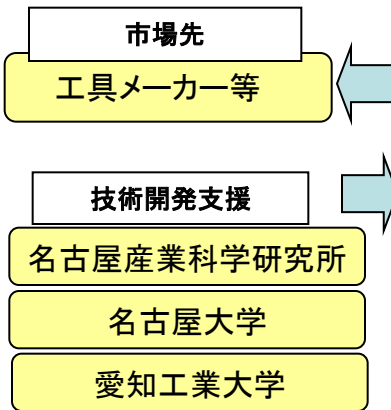 市場先
工具メーカー等
技術開発支援
名古屋産業科学研究所
名古屋大学
愛知工業大学